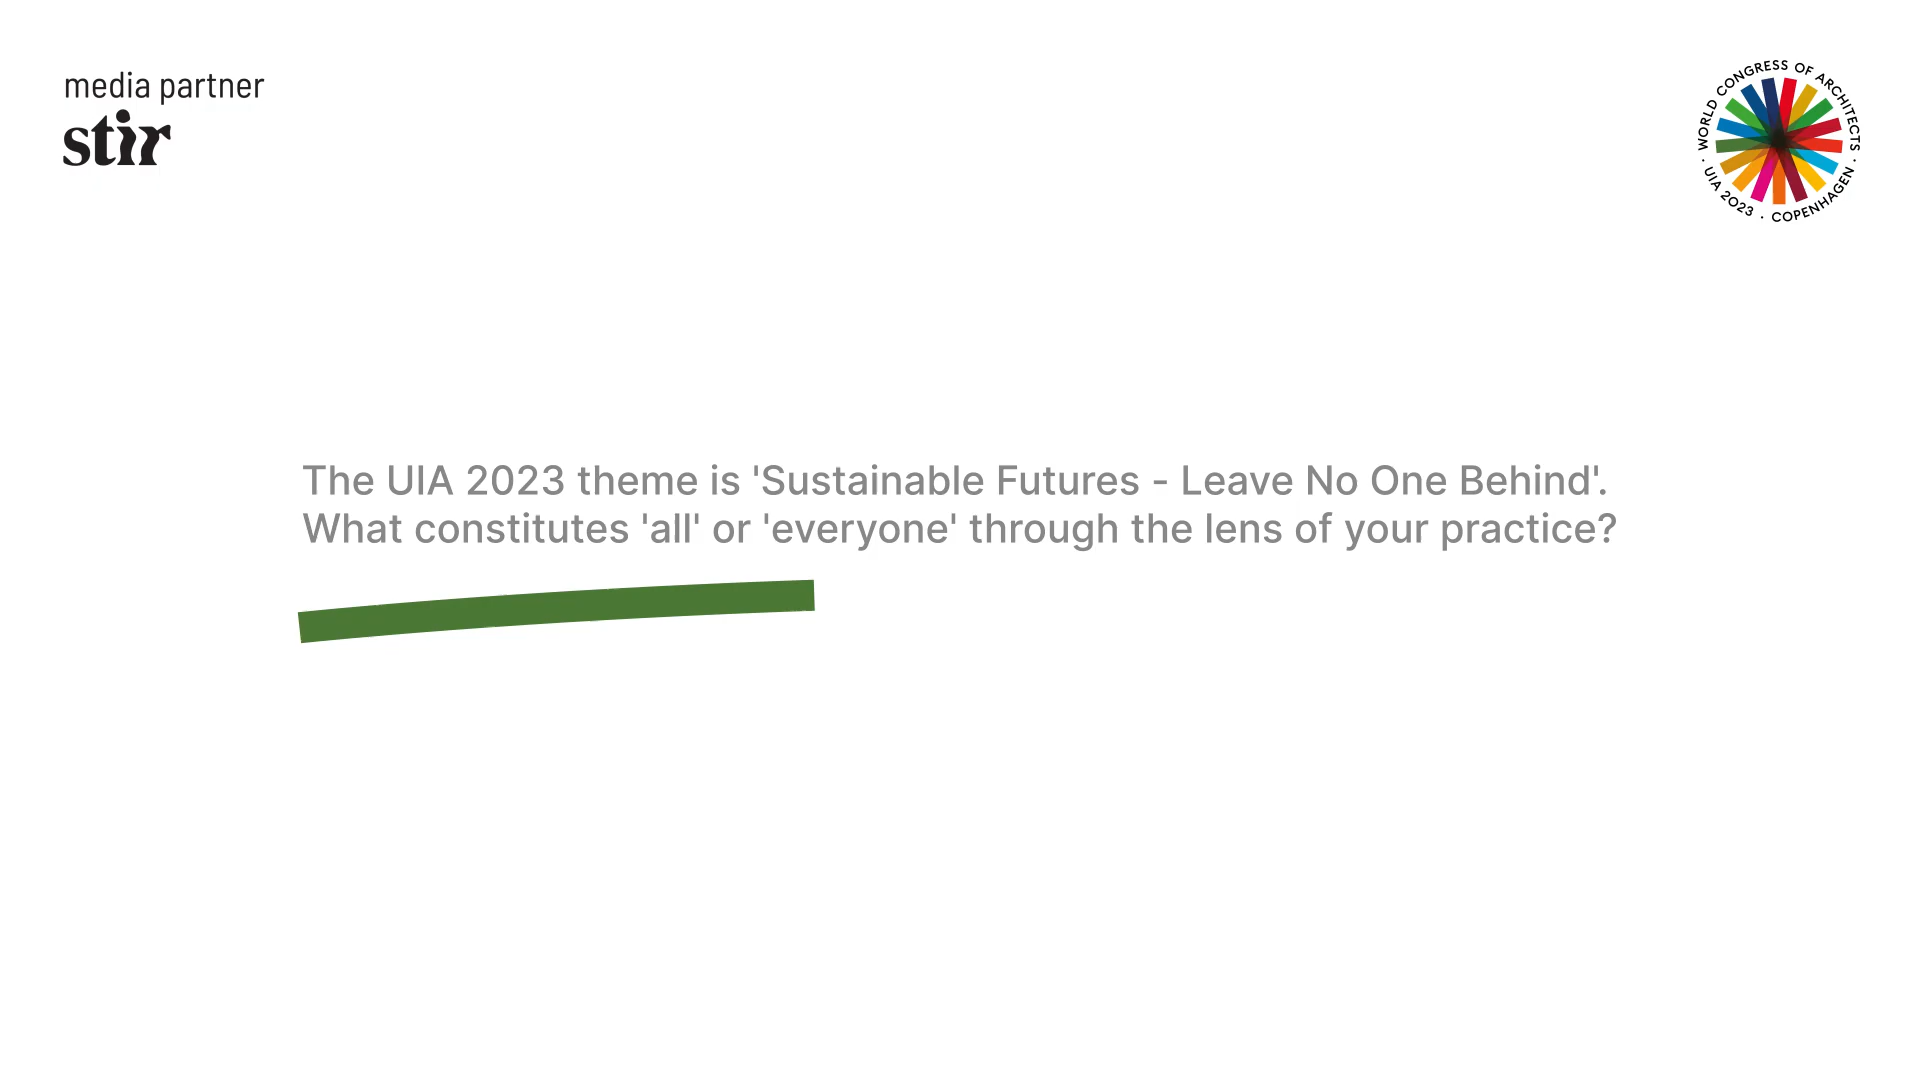 media partner
stir
WORLD CONGRESS OF ARCHITECTS · UIA 2023 · COPENHAGEN ·
The UIA 2023 theme is 'Sustainable Futures - Leave No One Behind'.
What constitutes 'all' or 'everyone' through the lens of your practice?